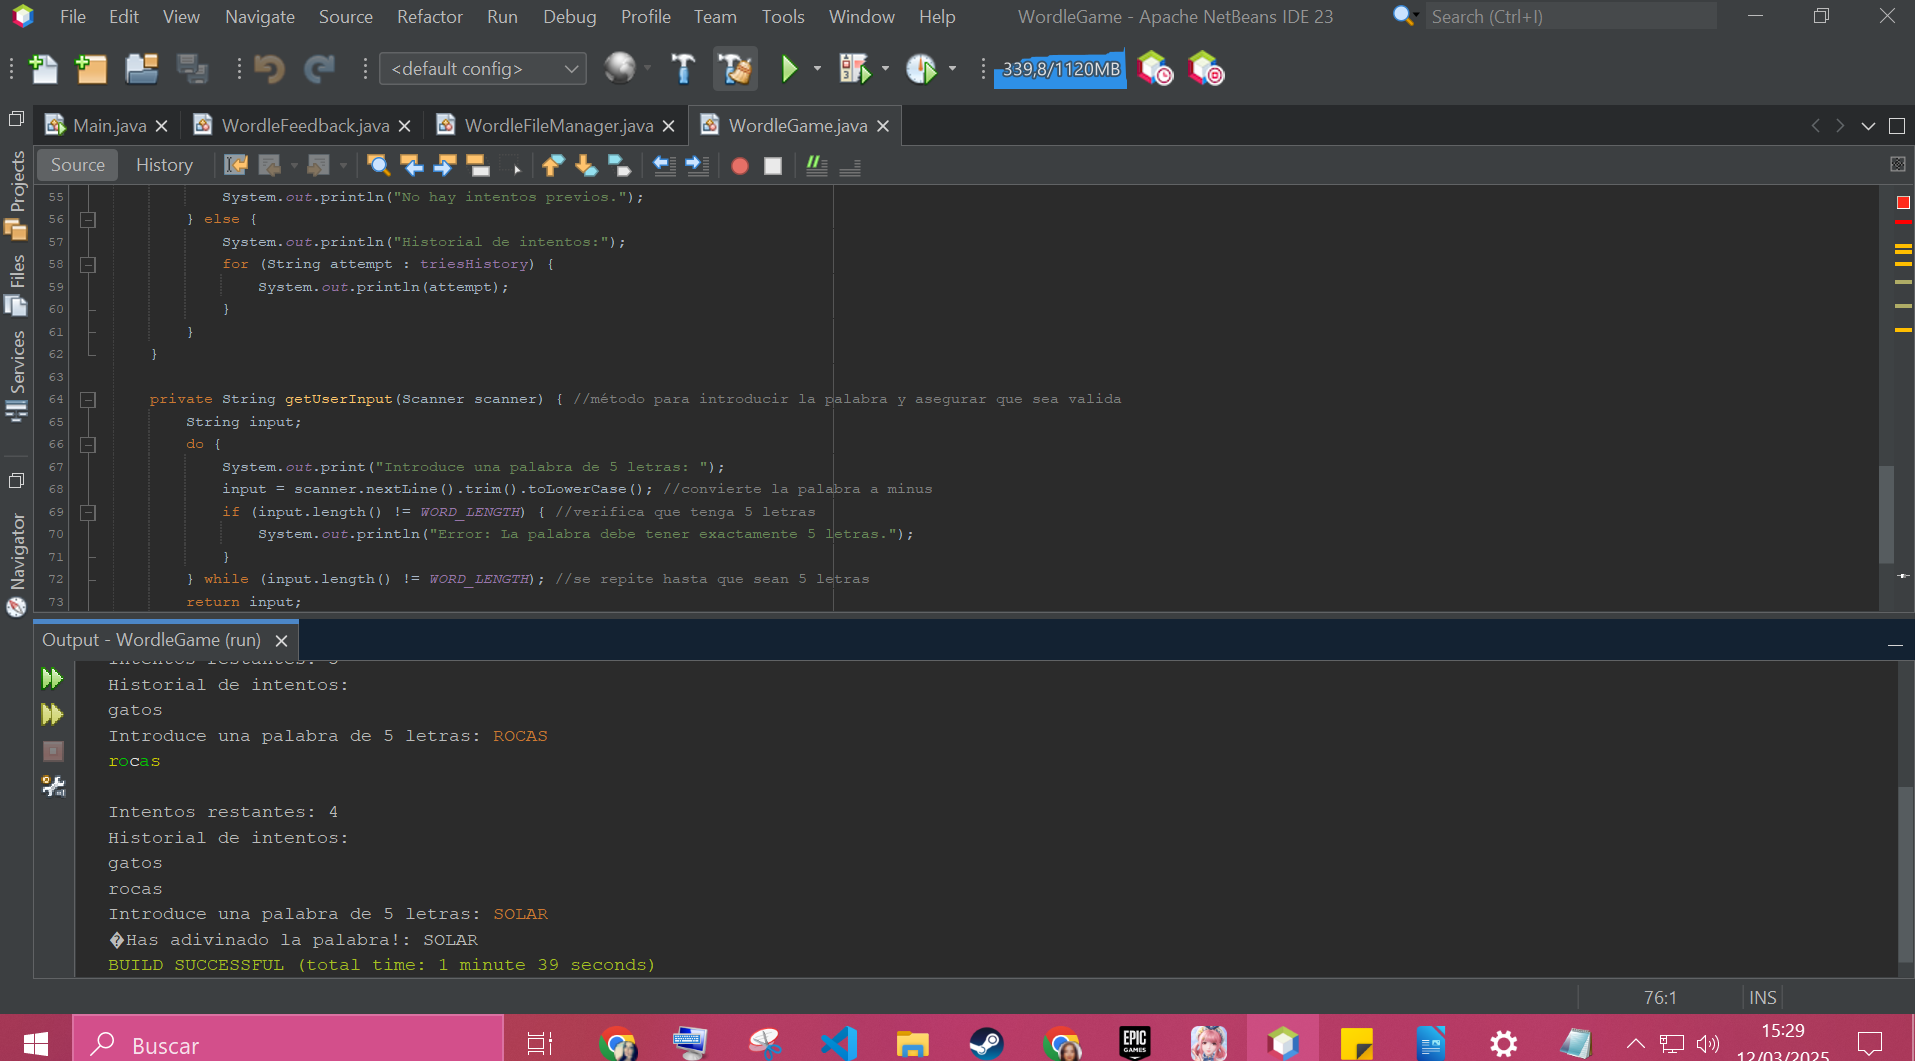 File Edit View Navigate Source Refactor Run Debug Profile Team Tools Window Help WordleGame - Apache NetBeans IDE 23 Search (Ctrl+I)
<default config> 339,8/1120MB
Main.java WordleFeedback.java WordleFileManager.java WordleGame.java
Source History
Projects
Files
Services
Navigator
55 System.out.println("No hay intentos previos.");
56 } else {
57 System.out.println("Historial de intentos:");
58 for (String attempt : triesHistory) {
59 System.out.println(attempt);
60 }
61 }
62 }
63
64 private String getUserInput(Scanner scanner) { //método para introducir la palabra y asegurar que sea valida
65 String input;
66 do {
67 System.out.print("Introduce una palabra de 5 letras: ");
68 input = scanner.nextLine().trim().toLowerCase(); //convierte la palabra a minus
69 if (input.length() != WORD_LENGTH) { //verifica que tenga 5 letras
70 System.out.println("Error: La palabra debe tener exactamente 5 letras.");
71 }
72 } while (input.length() != WORD_LENGTH); //se repite hasta que sean 5 letras
73 return input;
Output - WordleGame (run)
Intentos restantes:
Historial de intentos:
gatos
Introduce una palabra de 5 letras: ROCAS
rocas
Intentos restantes: 4
Historial de intentos:
gatos
rocas
Introduce una palabra de 5 letras: SOLAR
�Has adivinado la palabra!: SOLAR
BUILD SUCCESSFUL (total time: 1 minute 39 seconds)
76:1 INS
Buscar
EPIC GAMES
15:29
12/03/2025